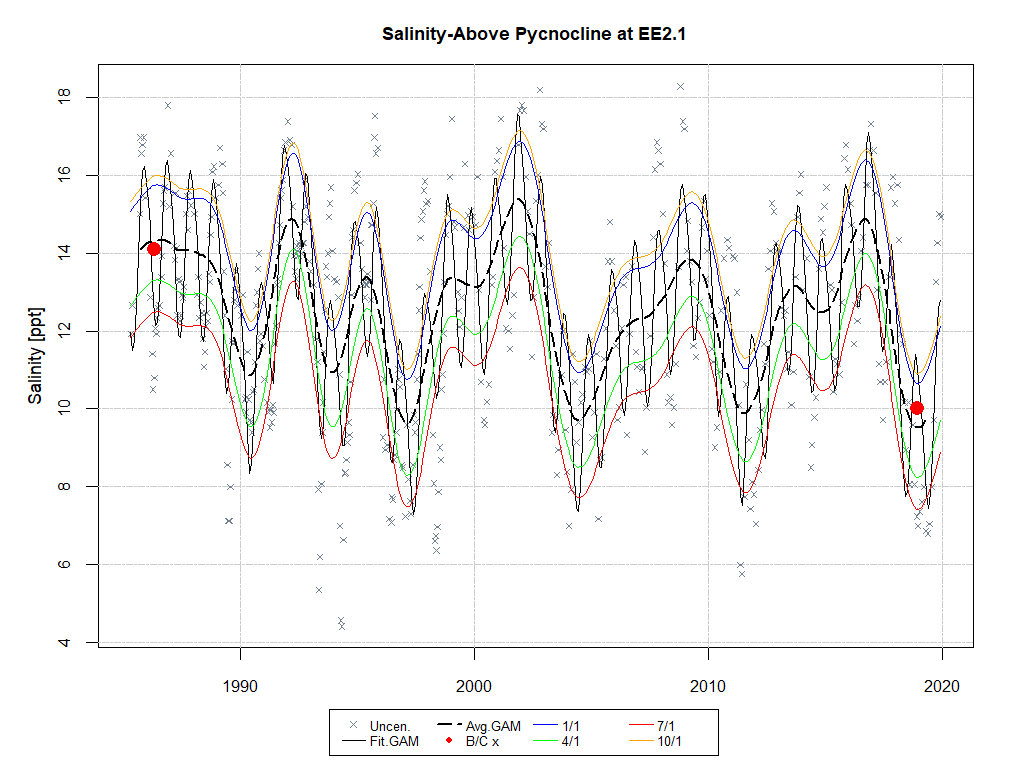 Salinity-Above Pycnocline at EE2.1
Salinity [ppt]
18
16
14
12
10
8
6
4
1990 2000 2010 2020
Uncen. Avg.GAM 1/1 7/1
Fit.GAM B/C x 4/1 10/1